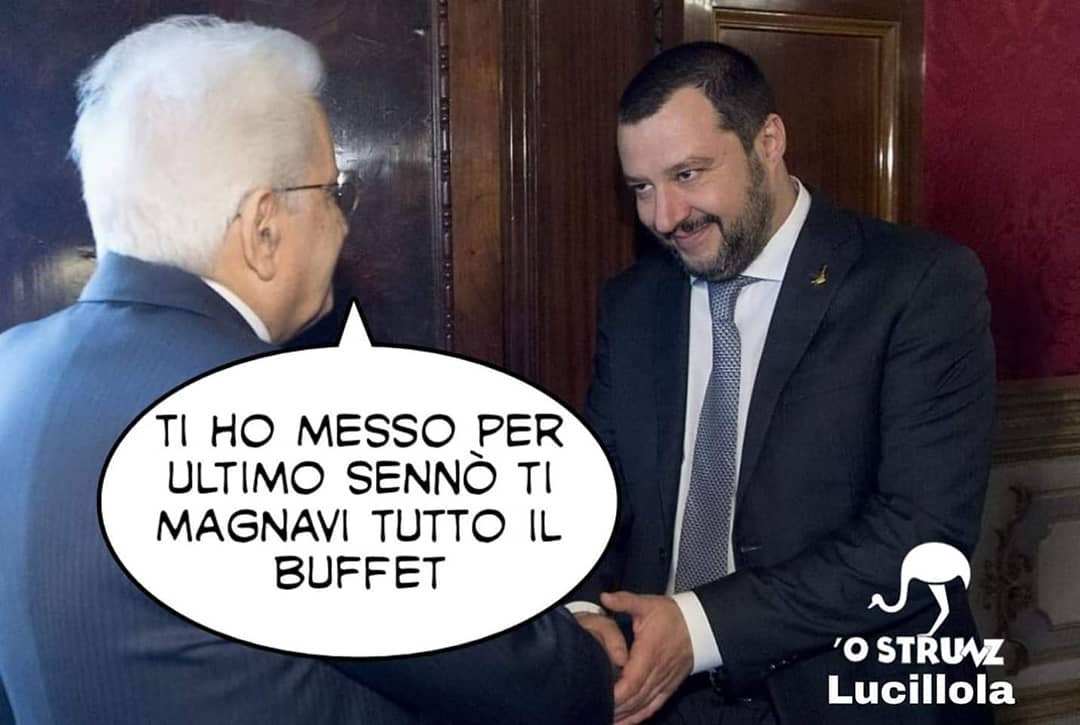 TI HO MESSO PER
ULTIMO SENNÒ TI
MAGNAVI TUTTO IL
BUFFET
'O STRUNZ
Lucillola